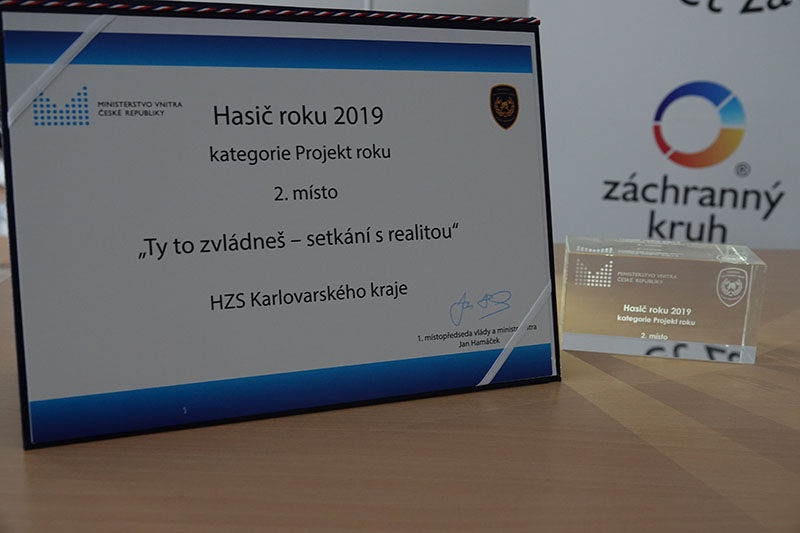 MINISTERSTVO VNITRA
ČESKÉ REPUBLIKY
Hasič roku 2019
kategorie Projekt roku
2. místo
„Ty to zvládneš – setkání s realitou“
HZS Karlovarského kraje
1. místopředseda vlády a ministr
Jan Hamáček
záchranný
kruh
®
MINISTERSTVO VNITRA
ČESKÉ REPUBLIKY
Hasič roku 2019
kategorie Projekt roku
2. místo